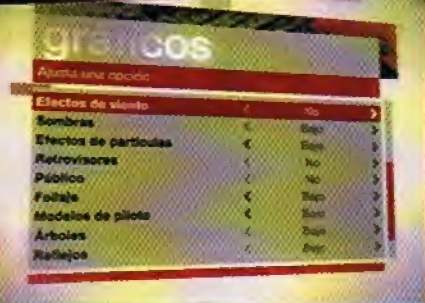 gráficos
Ajusta una opción
Efectos de viento < No >
Sombras < Bajo >
Efectos de partículas < Bajo >
Retrovisores < No >
Público < No >
Follaje < Bajo >
Modelos de piloto < Bajo >
Árboles < Bajo >
Reflejos < Bajo >